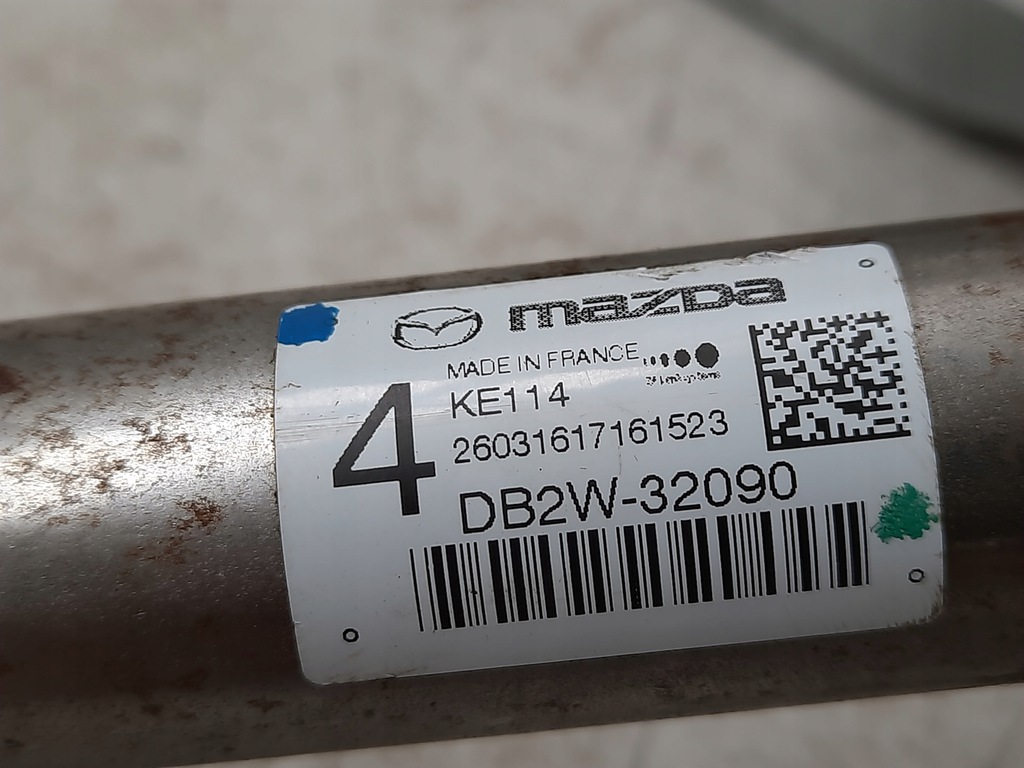 mazda
MADE IN FRANCE
4
KE114
26031617161523
DB2W-32090